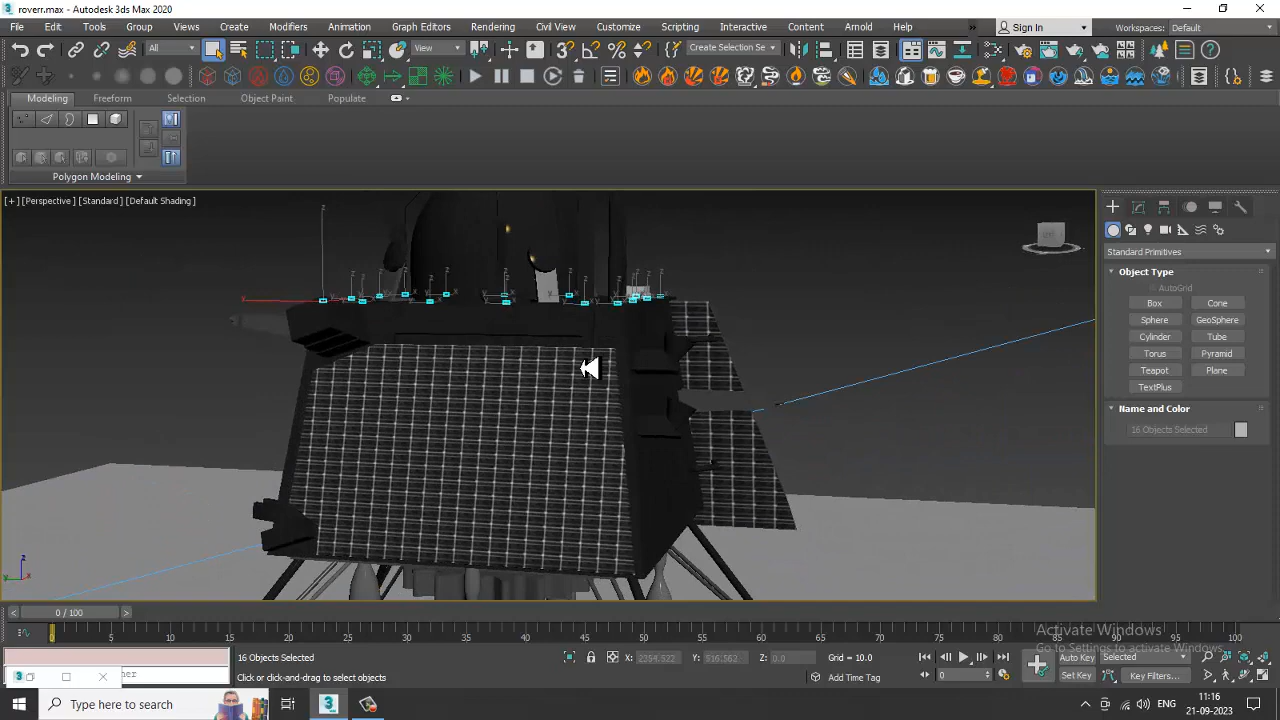 roverr.max - Autodesk 3ds Max 2020
File Edit Tools Group Views Create Modifiers Animation Graph Editors Rendering Civil View Customize Scripting Interactive Content Arnold Help Sign In Workspaces: Default
All View Create Selection Se
Modeling Freeform Selection Object Paint Populate
Polygon Modeling
[+] [Perspective] [Standard] [Default Shading]
Standard Primitives
Object Type
AutoGrid
Box Cone
Sphere GeoSphere
Cylinder Tube
Torus Pyramid
Teapot Plane
TextPlus
Name and Color
16 Objects Selected
0 / 100
0 5 10 15 20 25 30 35 40 45 50 55 60 65 70 75 80 85 90 95 100
Activate Windows
Go to Settings to activate Windows.
16 Objects Selected X: 2354.522 Y: 516.562 Z: 0.0 Grid = 10.0 Auto Key Selected
Click or click-and-drag to select objects Add Time Tag 0 Set Key Key Filters...
Type here to search
ENG
11:16
21-09-2023